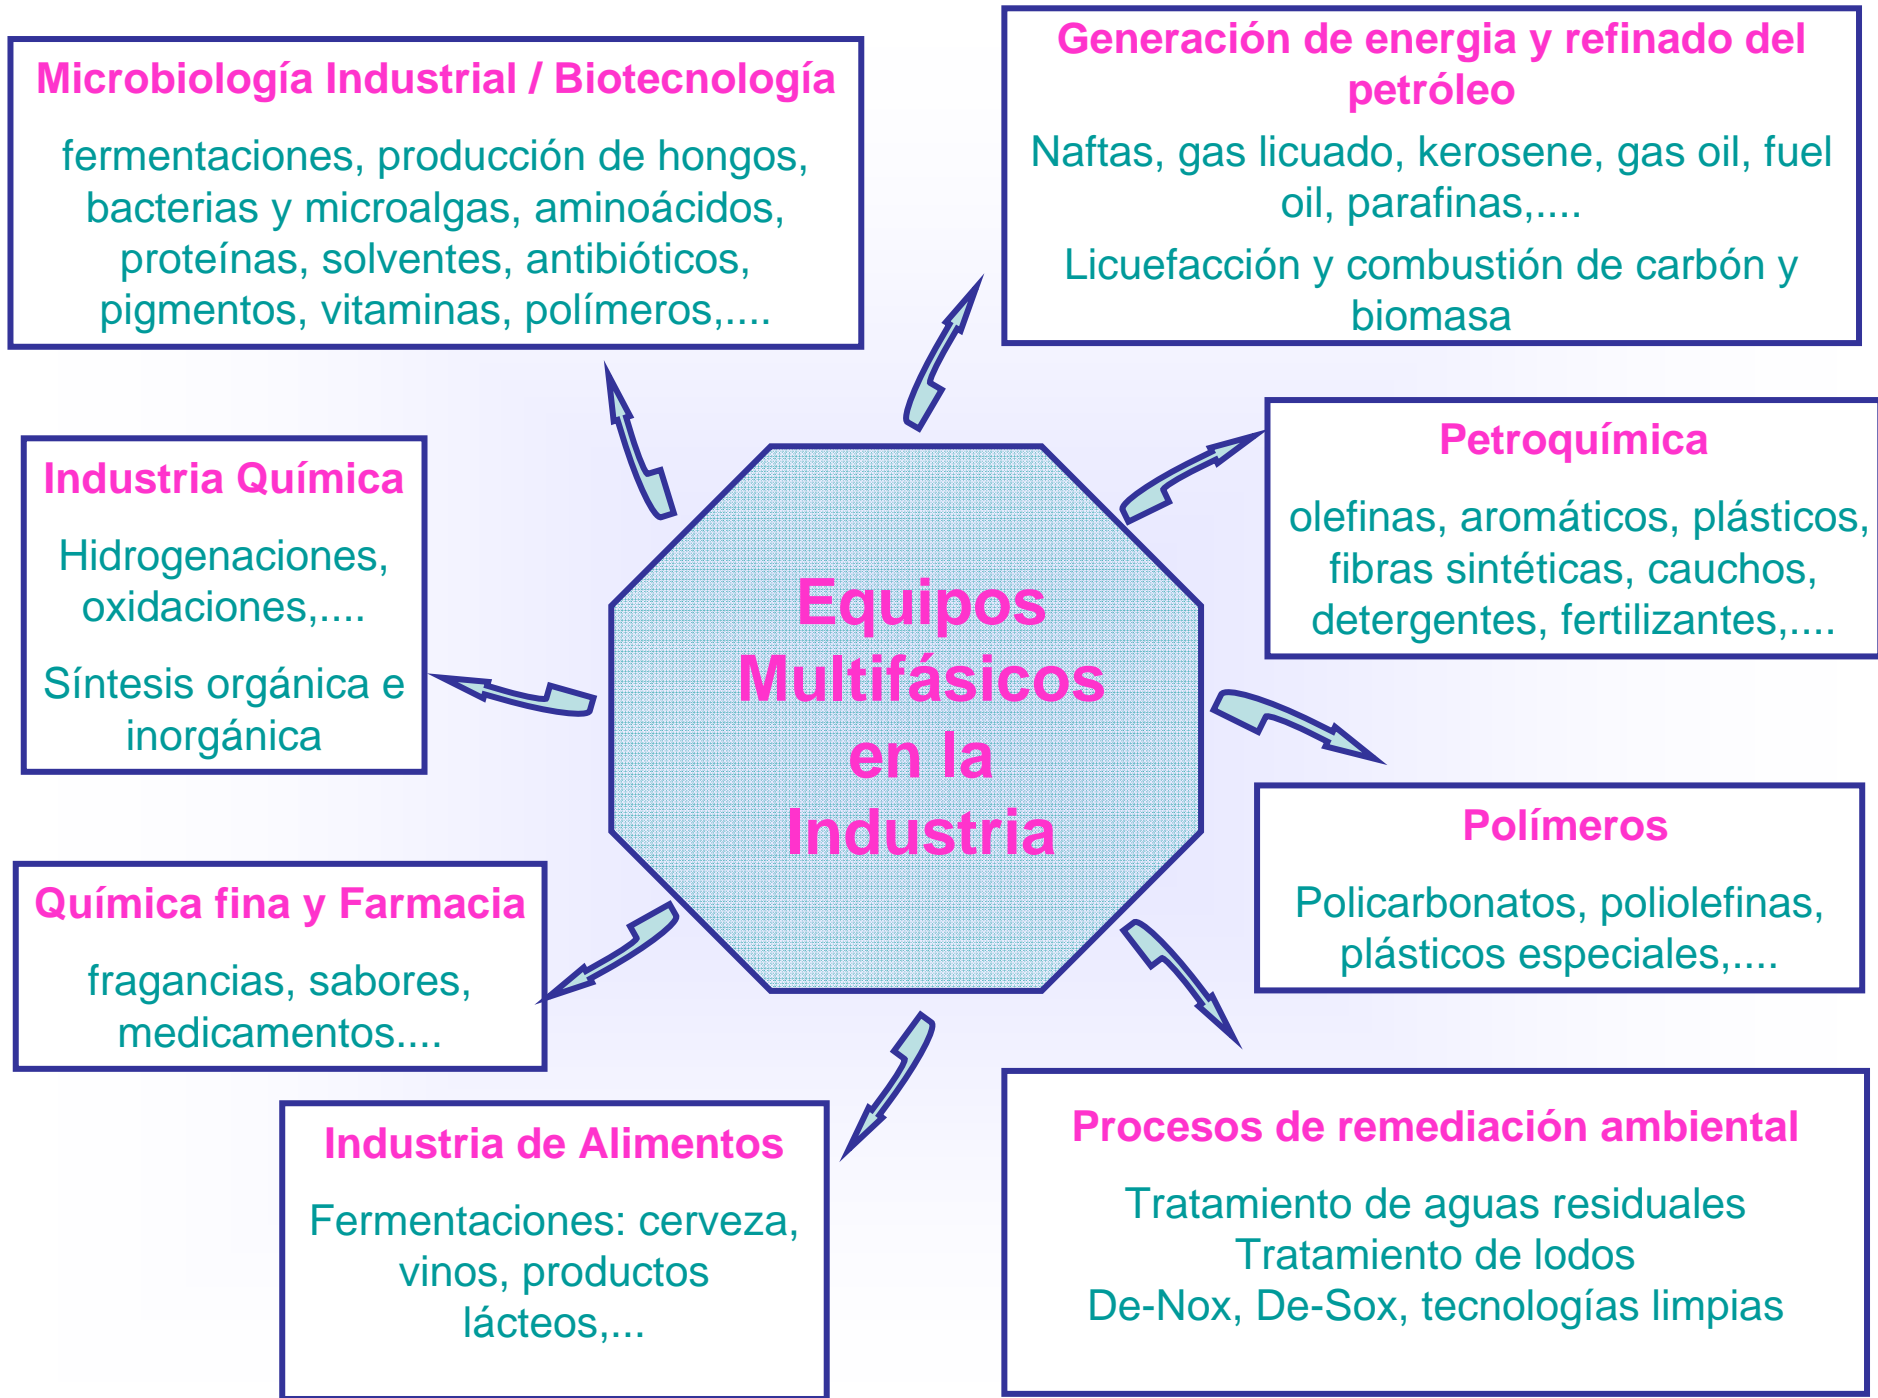 Microbiología Industrial / Biotecnología
fermentaciones, producción de hongos,
bacterias y microalgas, aminoácidos,
proteínas, solventes, antibióticos,
pigmentos, vitaminas, polímeros,....
Generación de energia y refinado del
petróleo
Naftas, gas licuado, kerosene, gas oil, fuel
oil, parafinas,....
Licuefacción y combustión de carbón y
biomasa
Industria Química
Hidrogenaciones,
oxidaciones,....
Síntesis orgánica e
inorgánica
Equipos
Multifásicos
en la
Industria
Petroquímica
olefinas, aromáticos, plásticos,
fibras sintéticas, cauchos,
detergentes, fertilizantes,....
Polímeros
Policarbonatos, poliolefinas,
plásticos especiales,....
Química fina y Farmacia
fragancias, sabores,
medicamentos....
Industria de Alimentos
Fermentaciones: cerveza,
vinos, productos
lácteos,...
Procesos de remediación ambiental
Tratamiento de aguas residuales
Tratamiento de lodos
De-Nox, De-Sox, tecnologías limpias